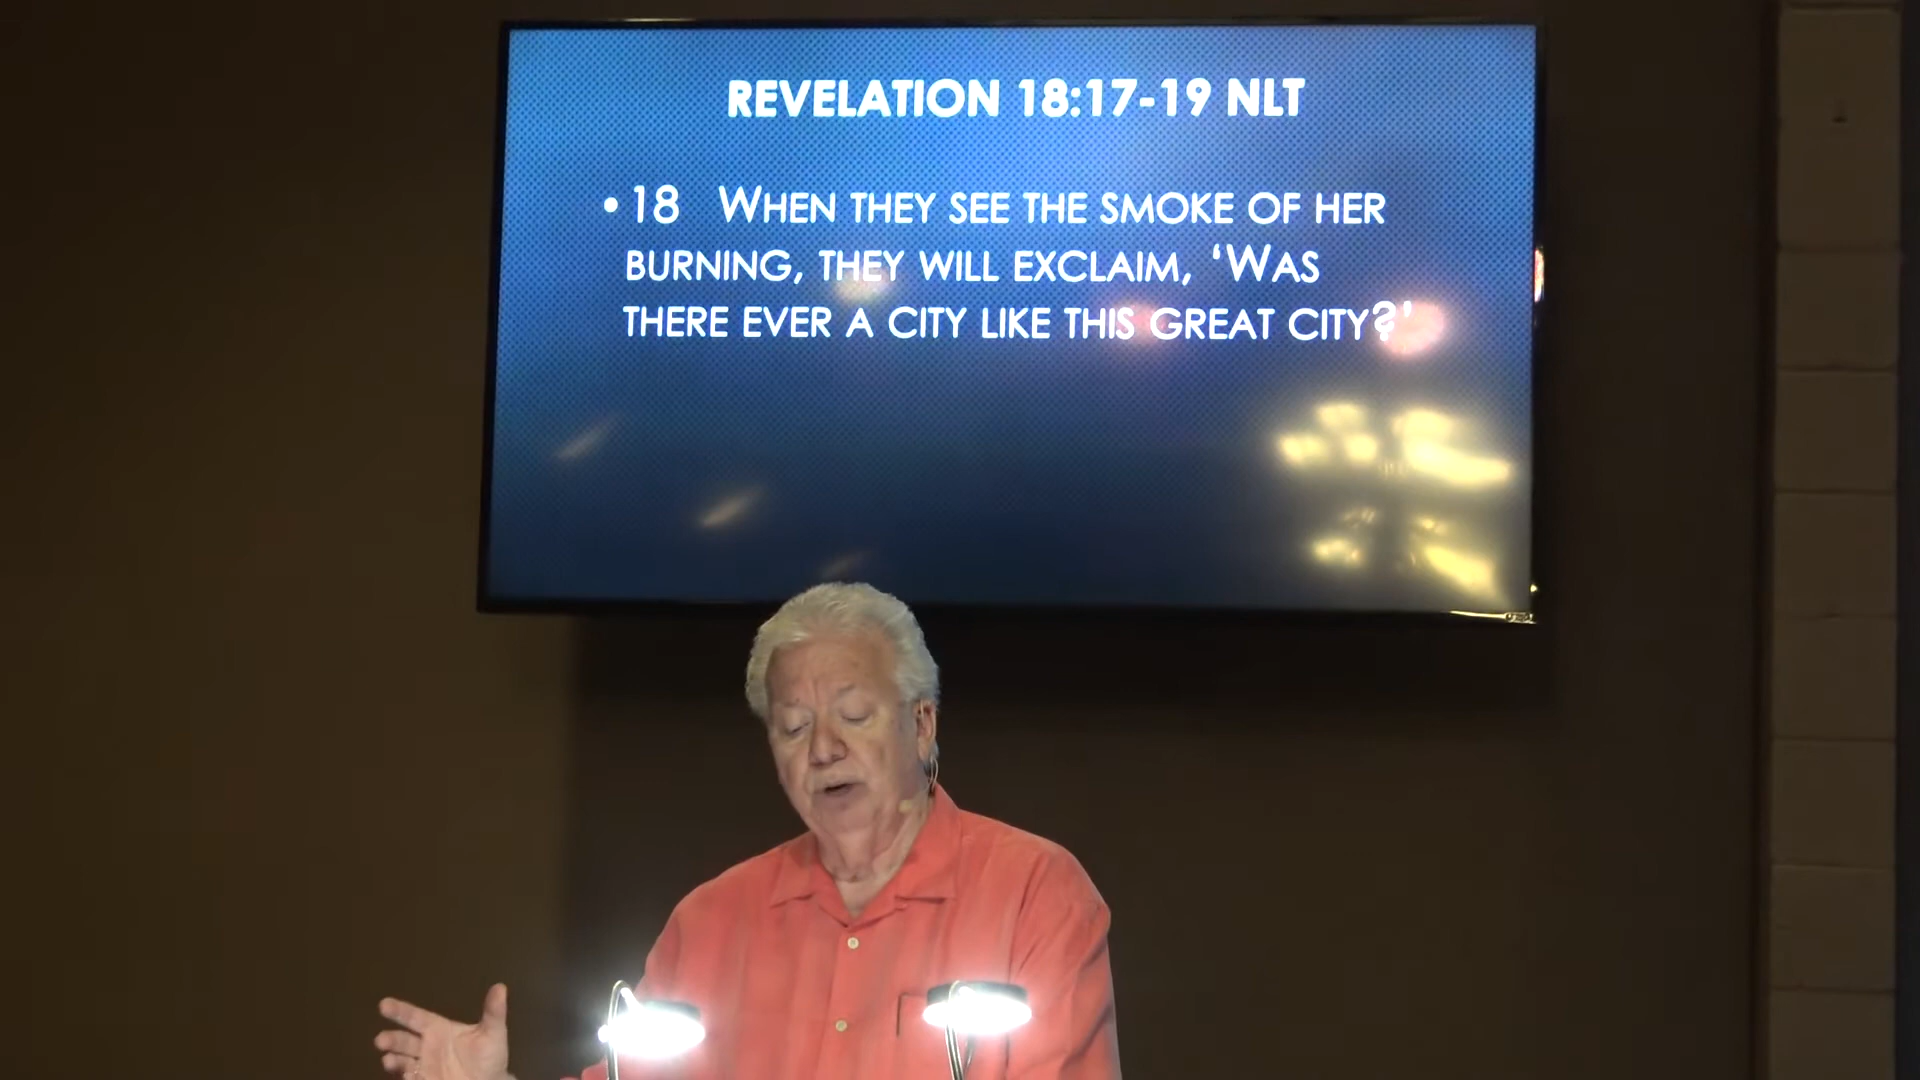 REVELATION 18:17-19 NLT
• 18 WHEN THEY SEE THE SMOKE OF HER
BURNING, THEY WILL EXCLAIM, ‘WAS
THERE EVER A CITY LIKE THIS GREAT CITY?’